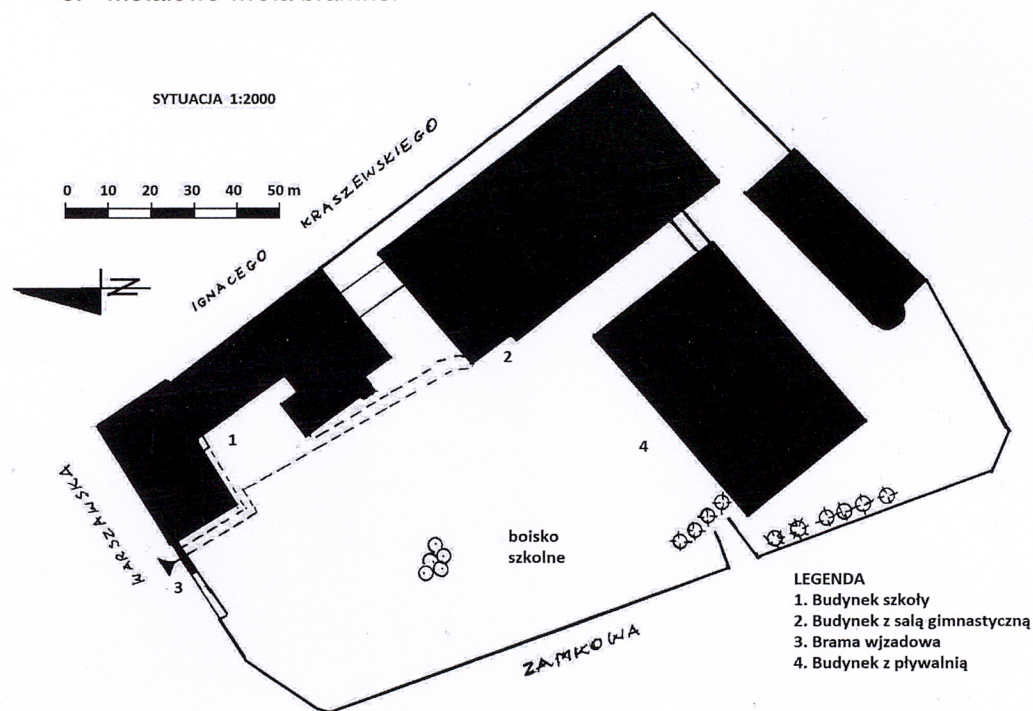 SYTUACJA 1:2000
0 10 20 30 40 50 m
N
IGNACEGO KRASZEWSKIEGO
WARSZAWSKA
1
2
3
4
boisko
szkolne
ZAMKOWA
LEGENDA
1. Budynek szkoły
2. Budynek z salą gimnastyczną
3. Brama wjzadowa
4. Budynek z pływalnią